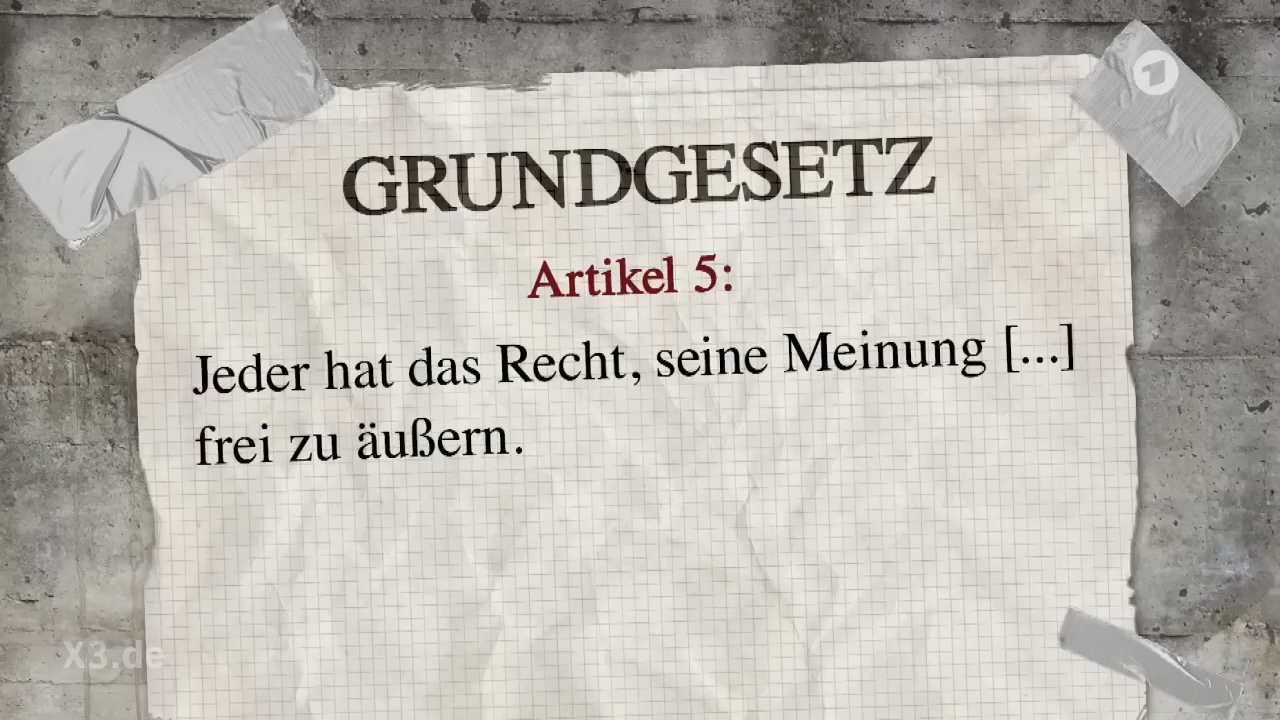 GRUNDGESETZ
Artikel 5:
Jeder hat das Recht, seine Meinung [...]
frei zu äußern.
X3.de